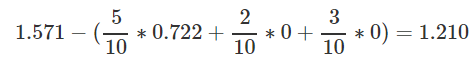 1.571 − (5/10 ∗ 0.722 + 2/10 ∗ 0 + 3/10 ∗ 0) = 1.210